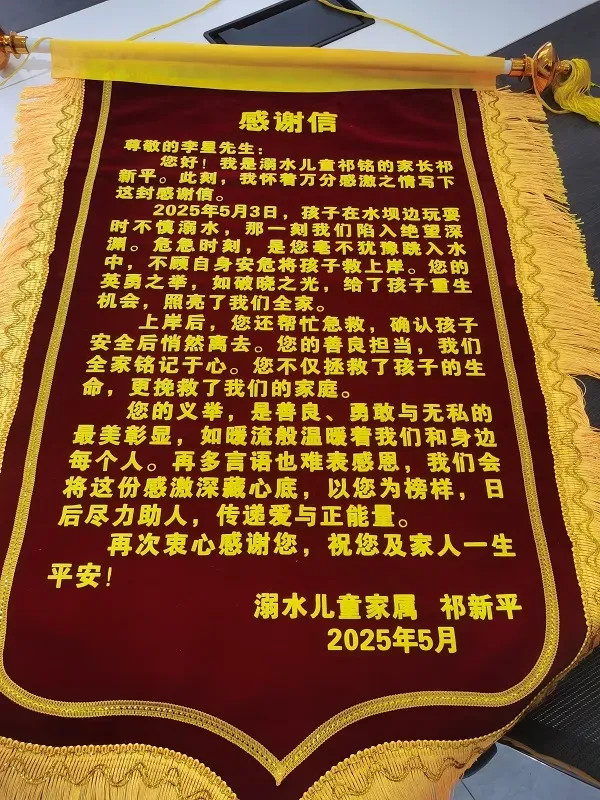 感谢信
尊敬的李星先生：
您好！我是溺水儿童祁铭的家长祁
新平。此刻，我怀着万分感激之情写下
这封感谢信。
2025年5月3日，孩子在水坝边玩耍
时不慎溺水，那一刻我们陷入绝望深
渊。危急时刻，是您毫不犹豫跳入水
中，不顾自身安危将孩子救上岸。您的
英勇之举，如破晓之光，给了孩子重生
机会，照亮了我们全家。
上岸后，您还帮忙急救，确认孩子
安全后悄然离去。您的善良担当，我们
全家铭记于心。您不仅拯救了孩子的生
命，更挽救了我们的家庭。
您的义举，是善良、勇敢与无私的
最美彰显，如暖流般温暖着我们和身边
每个人。再多言语也难表感恩，我们会
将这份感激深藏心底，以您为榜样，日
后尽力助人，传递爱与正能量。
再次衷心感谢您，祝您及家人一生
平安！
溺水儿童家属 祁新平
2025年5月